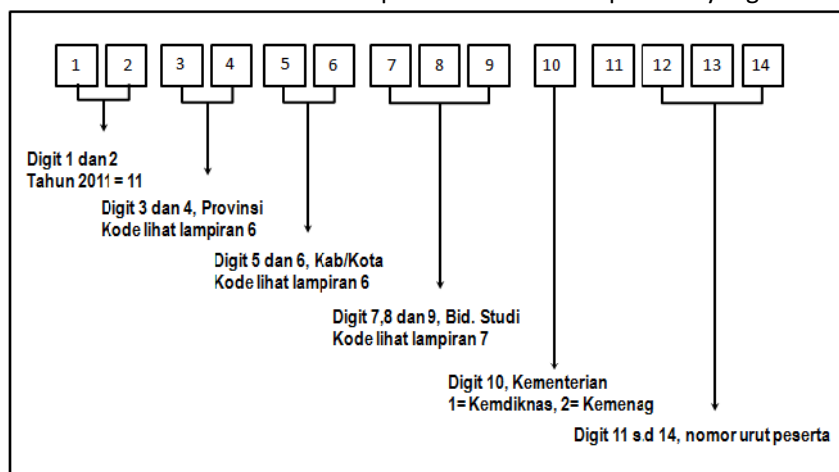 1 2 3 4 5 6 7 8 9 10 11 12 13 14
Digit 1 dan 2
Tahun 2011 = 11
Digit 3 dan 4, Provinsi
Kode lihat lampiran 6
Digit 5 dan 6, Kab/Kota
Kode lihat lampiran 6
Digit 7,8 dan 9, Bid. Studi
Kode lihat lampiran 7
Digit 10, Kementerian
1= Kemdiknas, 2= Kemenag
Digit 11 s.d 14, nomor urut peserta